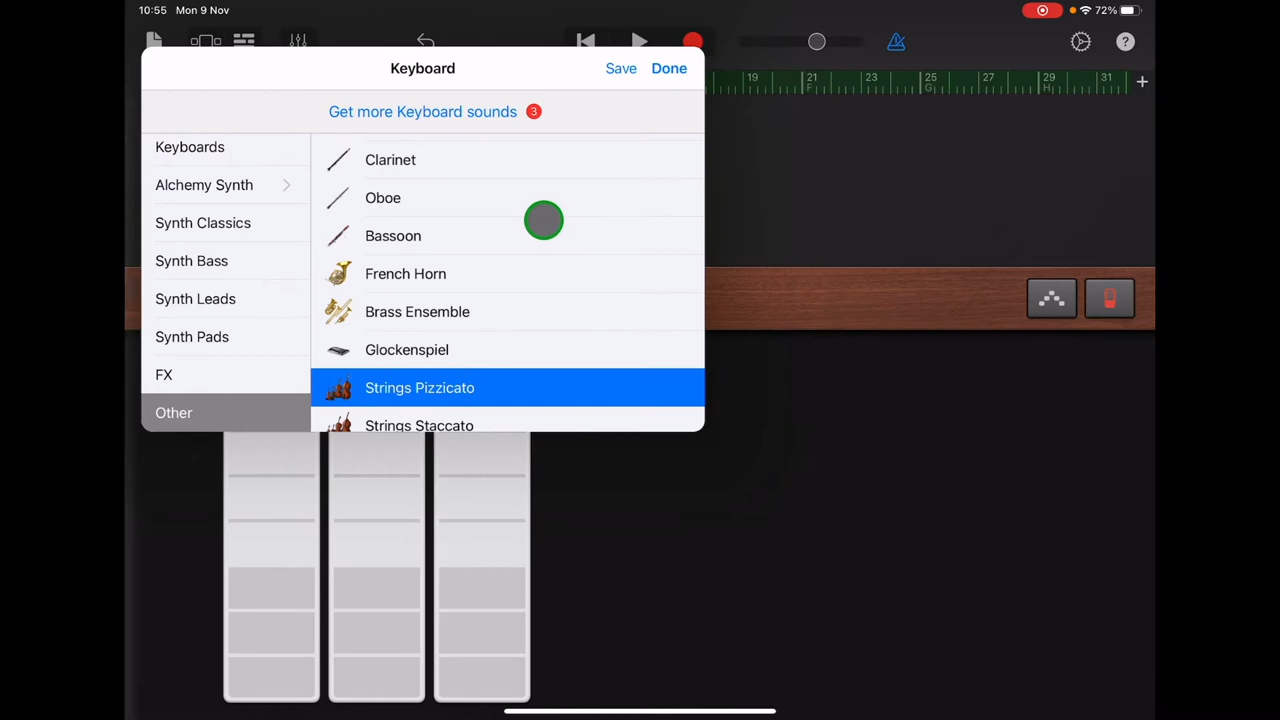 10:55 Mon 9 Nov
72%
?
Keyboard
Save
Done
19 21 23 25 27 29 31 +
F G H
Get more Keyboard sounds 3
Keyboards
Alchemy Synth
Synth Classics
Synth Bass
Synth Leads
Synth Pads
FX
Other
Clarinet
Oboe
Bassoon
French Horn
Brass Ensemble
Glockenspiel
Strings Pizzicato
Strings Staccato